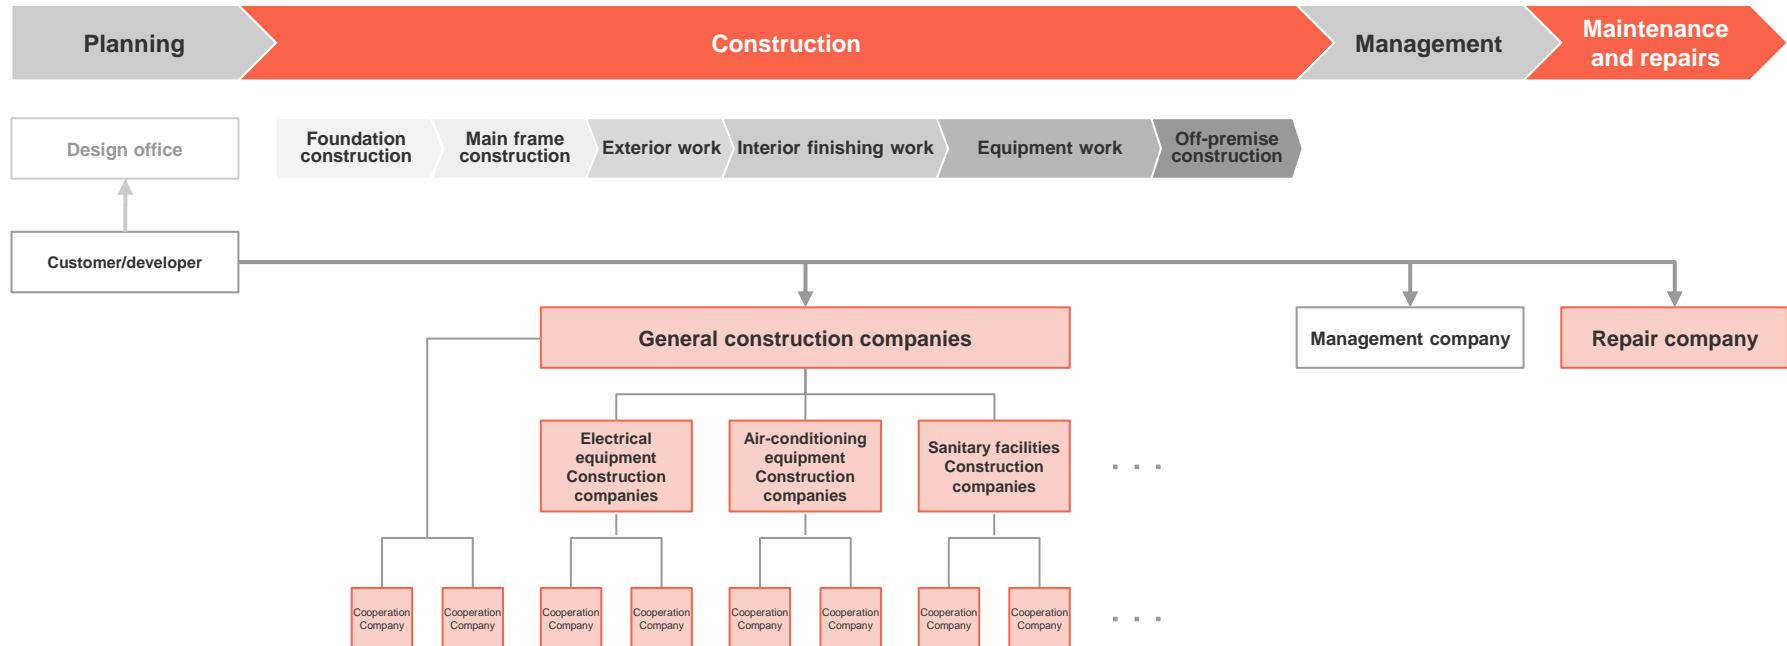 Planning
Construction
Management
Maintenance
and repairs
Design office
Foundation
construction
Main frame
construction
Exterior work
Interior finishing work
Equipment work
Off-premise
construction
Customer/developer
General construction companies
Management company
Repair company
Electrical
equipment
Construction
companies
Air-conditioning
equipment
Construction
companies
Sanitary facilities
Construction
companies
. . .
Cooperation
Company
Cooperation
Company
Cooperation
Company
Cooperation
Company
Cooperation
Company
Cooperation
Company
Cooperation
Company
Cooperation
Company
. . .